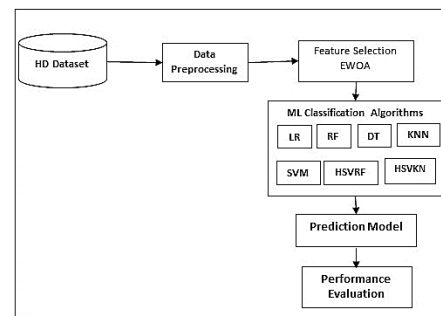 HD Dataset
Data
Preprocessing
Feature Selection
EWOA
ML Classification Algorithms
LR RF DT KNN
SVM HSVRF HSVKN
Prediction Model
Performance
Evaluation